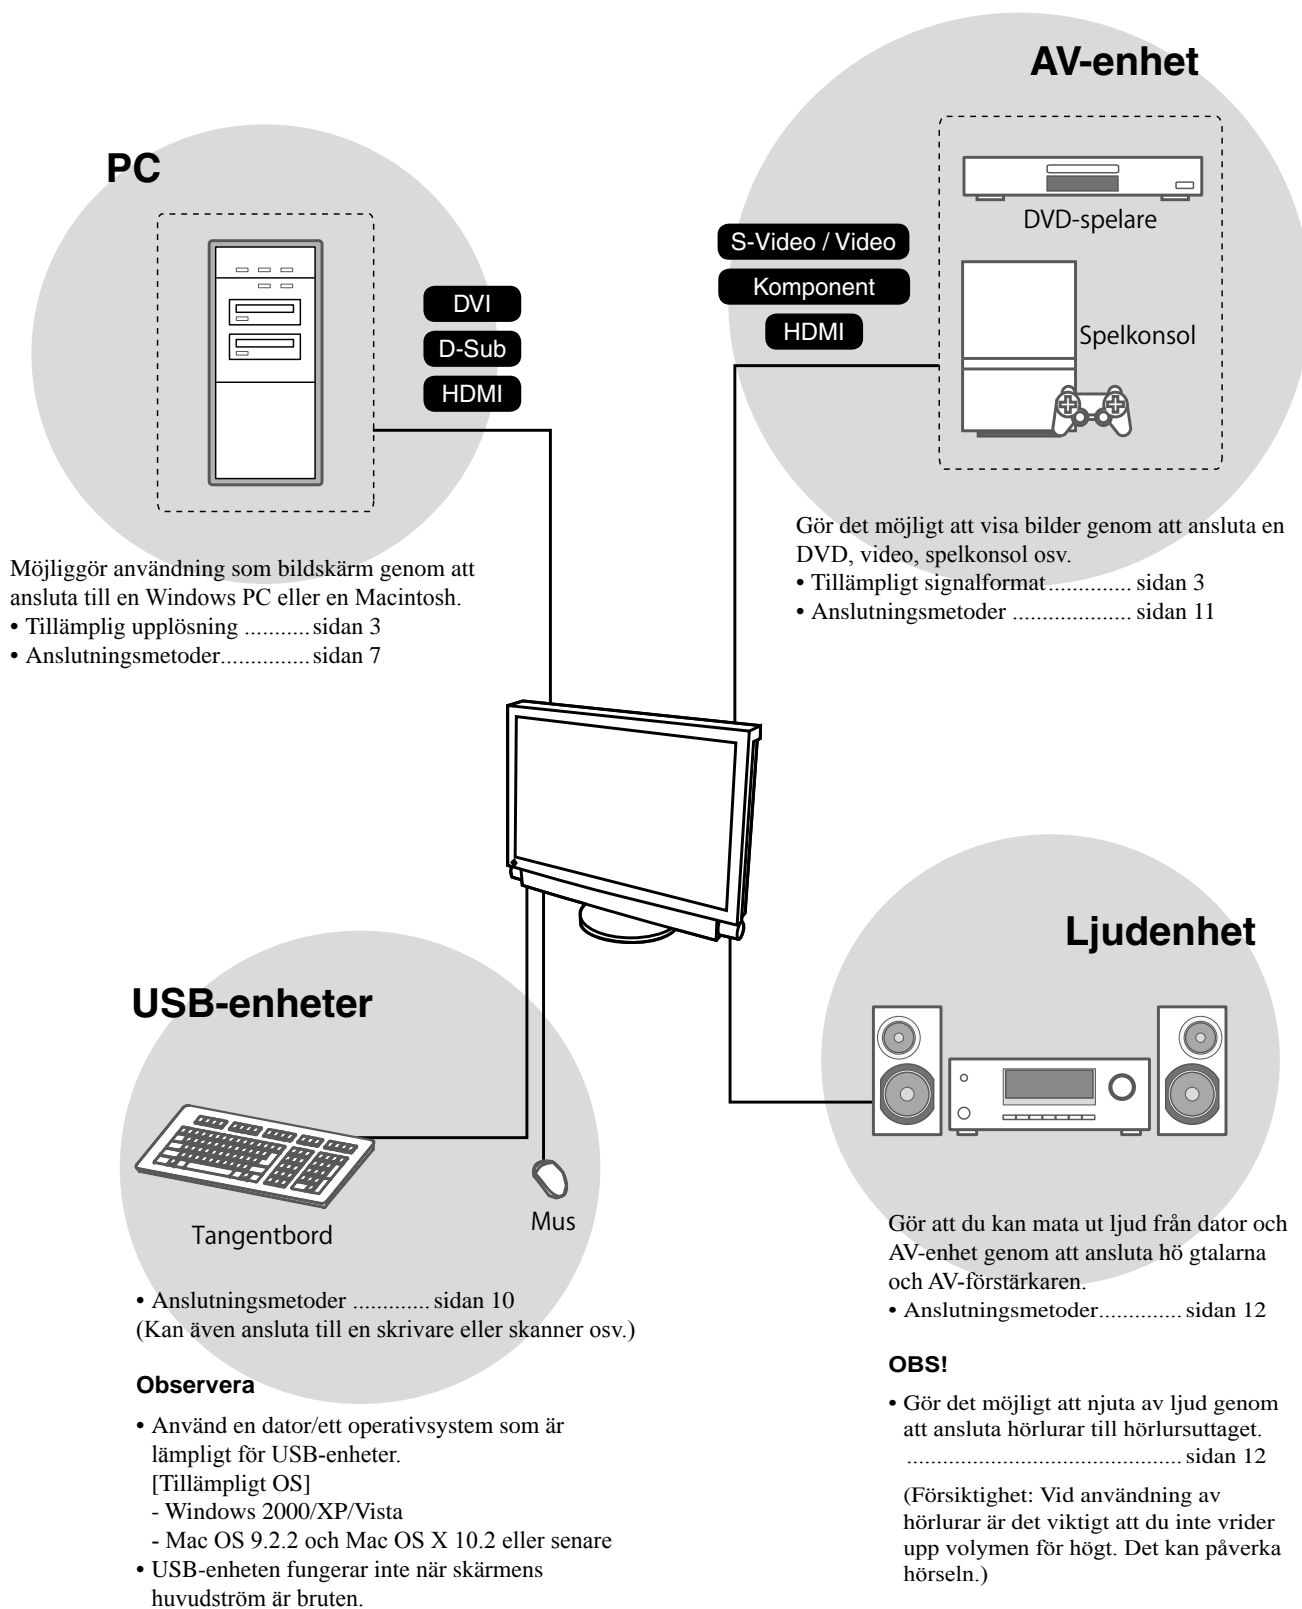 PC
DVI
D-Sub
HDMI
Möjliggör användning som bildskärm genom att
ansluta till en Windows PC eller en Macintosh.
• Tillämplig upplösning ........... sidan 3
• Anslutningsmetoder............... sidan 7
AV-enhet
DVD-spelare
Spelkonsol
S-Video / Video
Komponent
HDMI
Gör det möjligt att visa bilder genom att ansluta en
DVD, video, spelkonsol osv.
• Tillämpligt signalformat.............. sidan 3
• Anslutningsmetoder .................... sidan 11
USB-enheter
Tangentbord
Mus
• Anslutningsmetoder ............. sidan 10
(Kan även ansluta till en skrivare eller skanner osv.)
Observera
• Använd en dator/ett operativsystem som är
lämpligt för USB-enheter.
[Tillämpligt OS]
- Windows 2000/XP/Vista
- Mac OS 9.2.2 och Mac OS X 10.2 eller senare
• USB-enheten fungerar inte när skärmens
huvudström är bruten.
Ljudenhet
Gör att du kan mata ut ljud från dator och
AV-enhet genom att ansluta hö gtalarna
och AV-förstärkaren.
• Anslutningsmetoder.............. sidan 12
OBS!
• Gör det möjligt att njuta av ljud genom
att ansluta hörlurar till hörlursuttaget.
.............................................. sidan 12
(Försiktighet: Vid användning av
hörlurar är det viktigt att du inte vrider
upp volymen för högt. Det kan påverka
hörseln.)